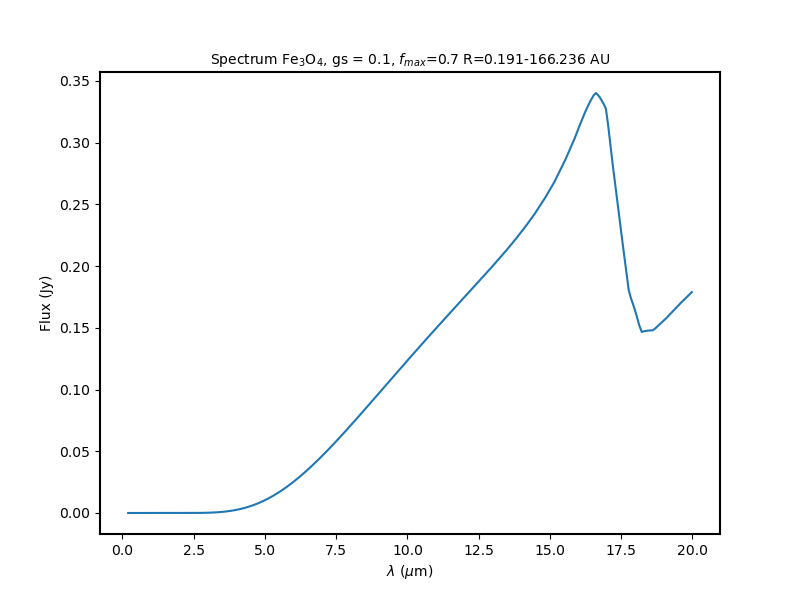 Spectrum Fe₃O₄, gs = 0.1, fₘₐₓ=0.7 R=0.191-166.236 AU
0.35
0.30
0.25
0.20
0.15
0.10
0.05
0.00
Flux (Jy)
0.0 2.5 5.0 7.5 10.0 12.5 15.0 17.5 20.0
λ (μm)